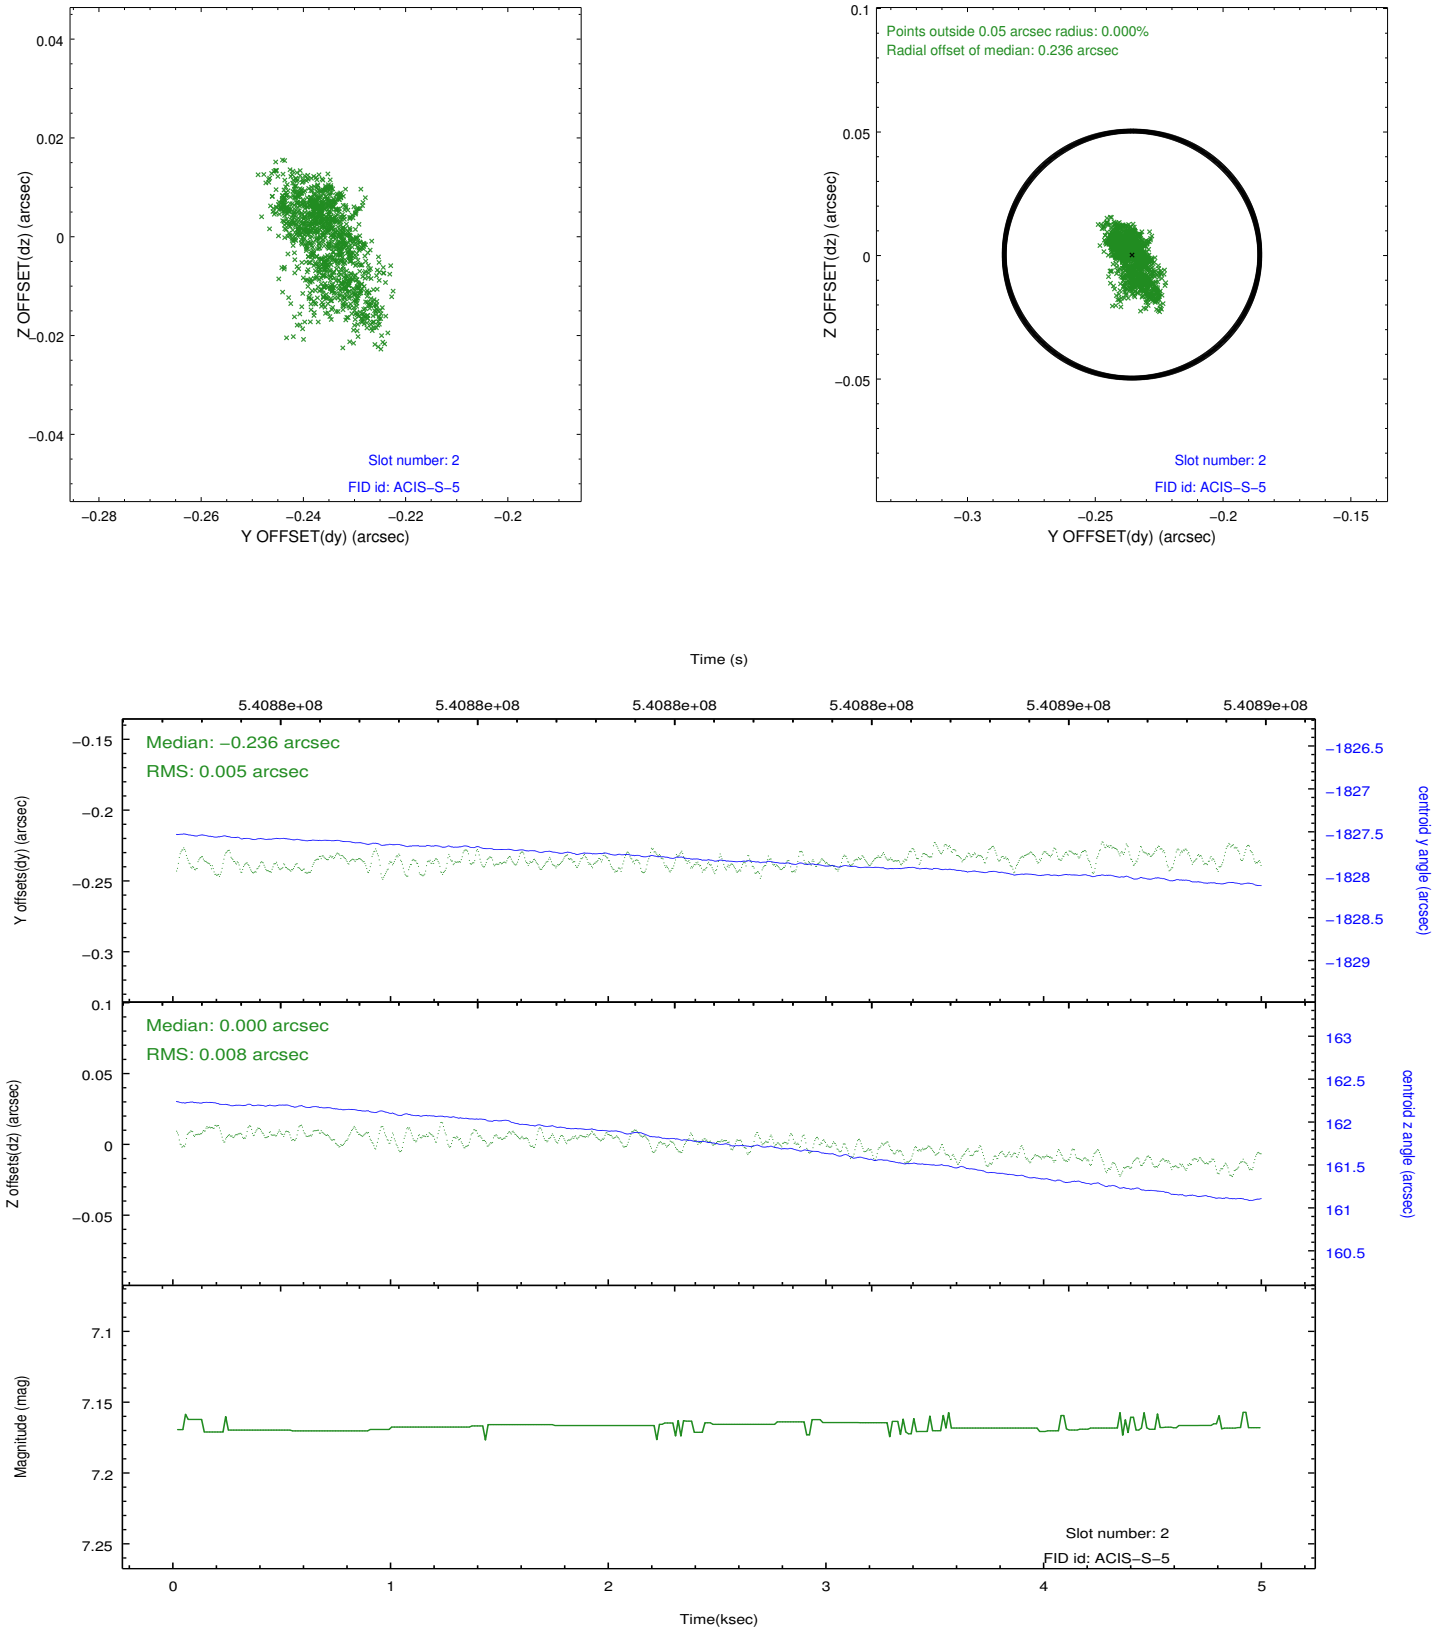 0.04
0.02
0
−0.02
−0.04
Z OFFSET(dz) (arcsec)
Slot number: 2
FID id: ACIS−S−5
−0.28
−0.26
−0.24
−0.22
−0.2
Y OFFSET(dy) (arcsec)
Points outside 0.05 arcsec radius: 0.000%
Radial offset of median: 0.236 arcsec
0.1
0.05
0
−0.05
Z OFFSET(dz) (arcsec)
Slot number: 2
FID id: ACIS−S−5
−0.3
−0.25
−0.2
−0.15
Y OFFSET(dy) (arcsec)
Time (s)
5.4088e+08
5.4088e+08
5.4088e+08
5.4088e+08
5.4089e+08
5.4089e+08
Median: −0.236 arcsec
RMS: 0.005 arcsec
−0.15
−0.2
−0.25
−0.3
Y offsets(dy) (arcsec)
−1826.5
−1827
−1827.5
−1828
−1828.5
−1829
centroid y angle (arcsec)
Median: 0.000 arcsec
RMS: 0.008 arcsec
0.1
0.05
0
−0.05
Z offsets(dz) (arcsec)
163
162.5
162
161.5
161
160.5
centroid z angle (arcsec)
7.1
7.15
7.2
7.25
Magnitude (mag)
Slot number: 2
FID id: ACIS−S−5
0
1
2
3
4
5
Time(ksec)